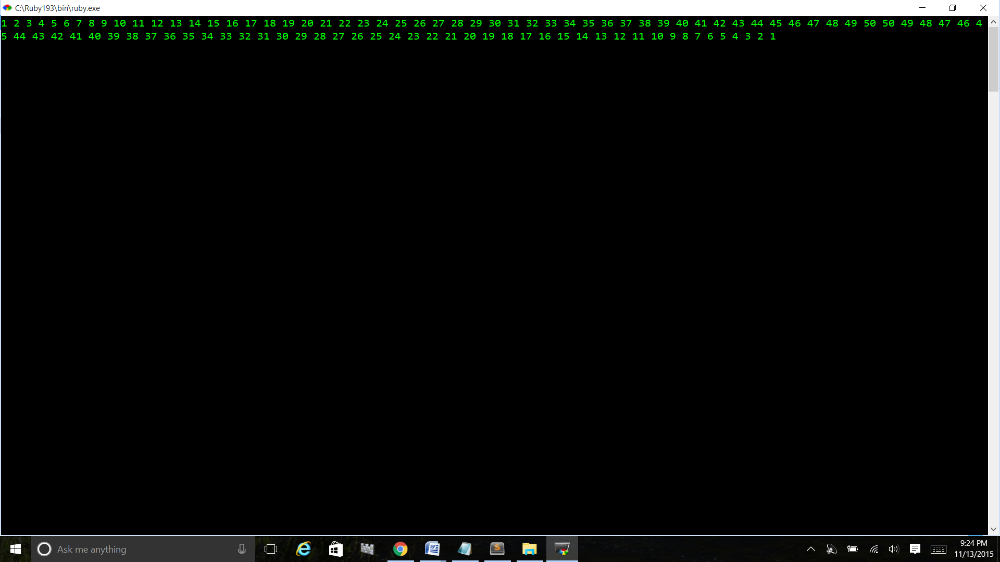 C:\Ruby193\bin\ruby.exe
1 2 3 4 5 6 7 8 9 10 11 12 13 14 15 16 17 18 19 20 21 22 23 24 25 26 27 28 29 30 31 32 33 34 35 36 37 38 39 40 41 42 43 44 45 46 47 48 49 50 50 49 48 47 46 4
5 44 43 42 41 40 39 38 37 36 35 34 33 32 31 30 29 28 27 26 25 24 23 22 21 20 19 18 17 16 15 14 13 12 11 10 9 8 7 6 5 4 3 2 1
Ask me anything
9:24 PM
11/13/2015